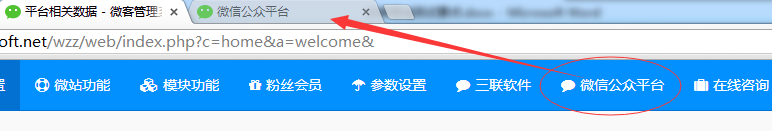 平台相关数据 - 微客管理 微信公众平台
oft.net/wzz/web/index.php?c=home&a=welcome&
置 微站功能 模块功能 粉丝会员 参数设置 三联软件 微信公众平台 在线咨询